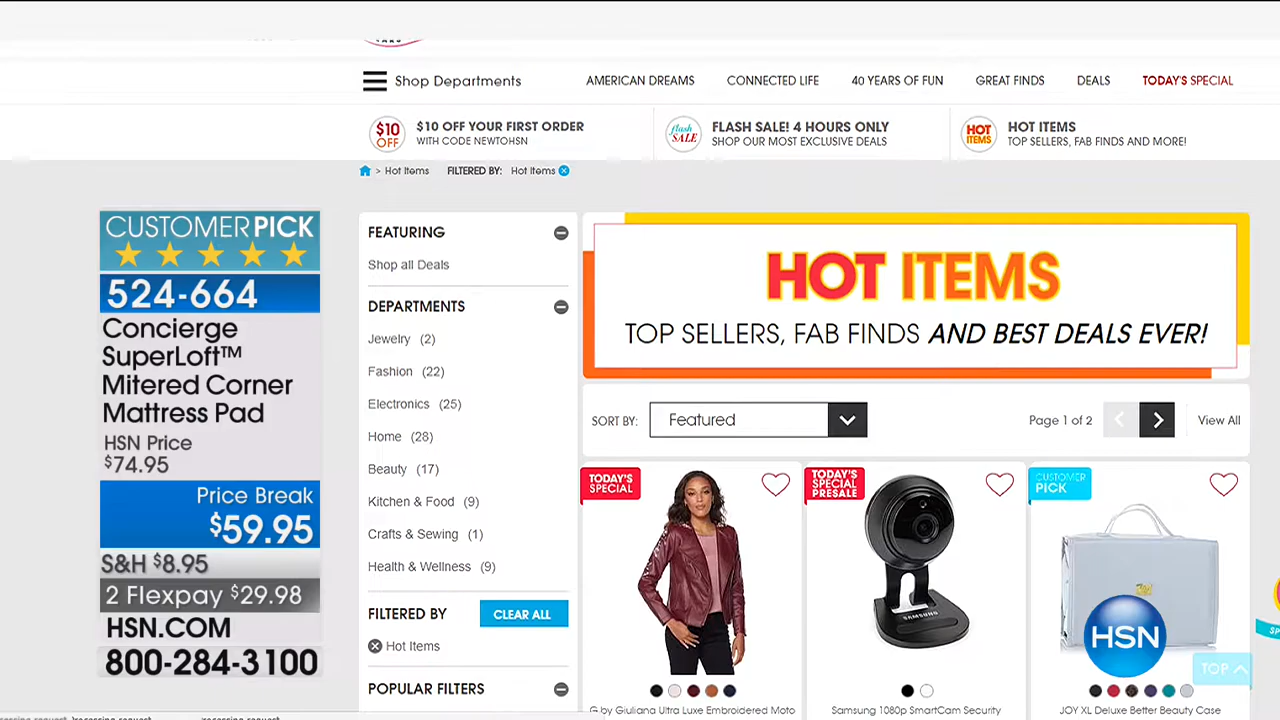 Shop Departments
AMERICAN DREAMS
CONNECTED LIFE
40 YEARS OF FUN
GREAT FINDS
DEALS
TODAY'S SPECIAL
$10 OFF
$10 OFF YOUR FIRST ORDER
WITH CODE NEWTOHSN
flash SALE
FLASH SALE! 4 HOURS ONLY
SHOP OUR MOST EXCLUSIVE DEALS
HOT ITEMS
HOT ITEMS
TOP SELLERS, FAB FINDS AND MORE!
> Hot Items
FILTERED BY: Hot Items
CUSTOMER PICK
524-664
Concierge
SuperLoft™
Mitered Corner
Mattress Pad
HSN Price
$74.95
Price Break
$59.95
S&H $8.95
2 Flexpay $29.98
HSN.COM
800-284-3100
FEATURING
Shop all Deals
DEPARTMENTS
Jewelry (2)
Fashion (22)
Electronics (25)
Home (28)
Beauty (17)
Kitchen & Food (9)
Crafts & Sewing (1)
Health & Wellness (9)
FILTERED BY
CLEAR ALL
Hot Items
POPULAR FILTERS
HOT ITEMS
TOP SELLERS, FAB FINDS AND BEST DEALS EVER!
SORT BY:
Featured
Page 1 of 2
View All
TODAY'S
SPECIAL
TODAY'S
SPECIAL
PRESALE
CUSTOMER
PICK
SAMSUNG
HSN
TOP
G by Giuliana Ultra Luxe Embroidered Moto
Samsung 1080p SmartCam Security
JOY XL Deluxe Better Beauty Case